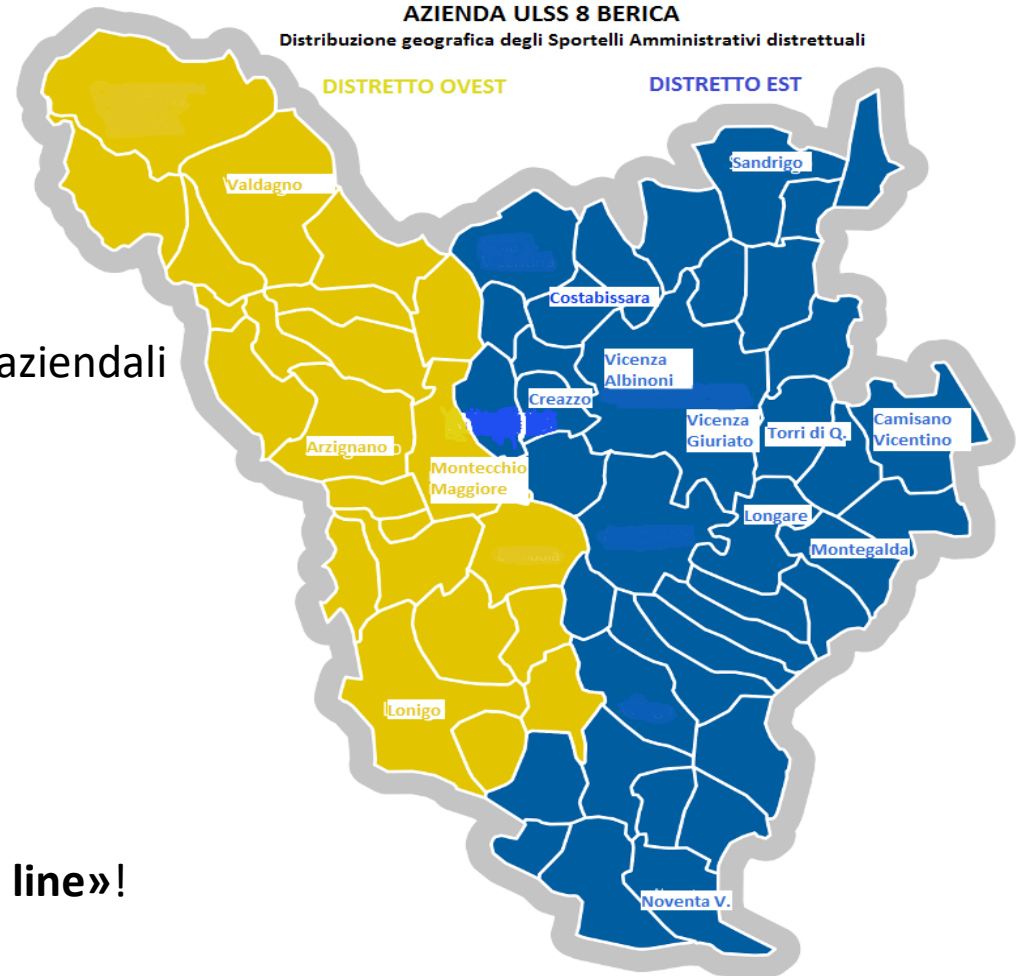 AZIENDA ULSS 8 BERICA
Distribuzione geografica degli Sportelli Amministrativi distrettuali
DISTRETTO OVEST
DISTRETTO EST
Sandrigo
Valdagno
Costabissara
aziendali
Vicenza
Albinoni
Creazzo
Vicenza
Giuriato
Torri di Q.
Camisano
Vicentino
Arzignano
Montecchio
Maggiore
Longare
Montegalda
Lonigo
line»!
Noventa V.